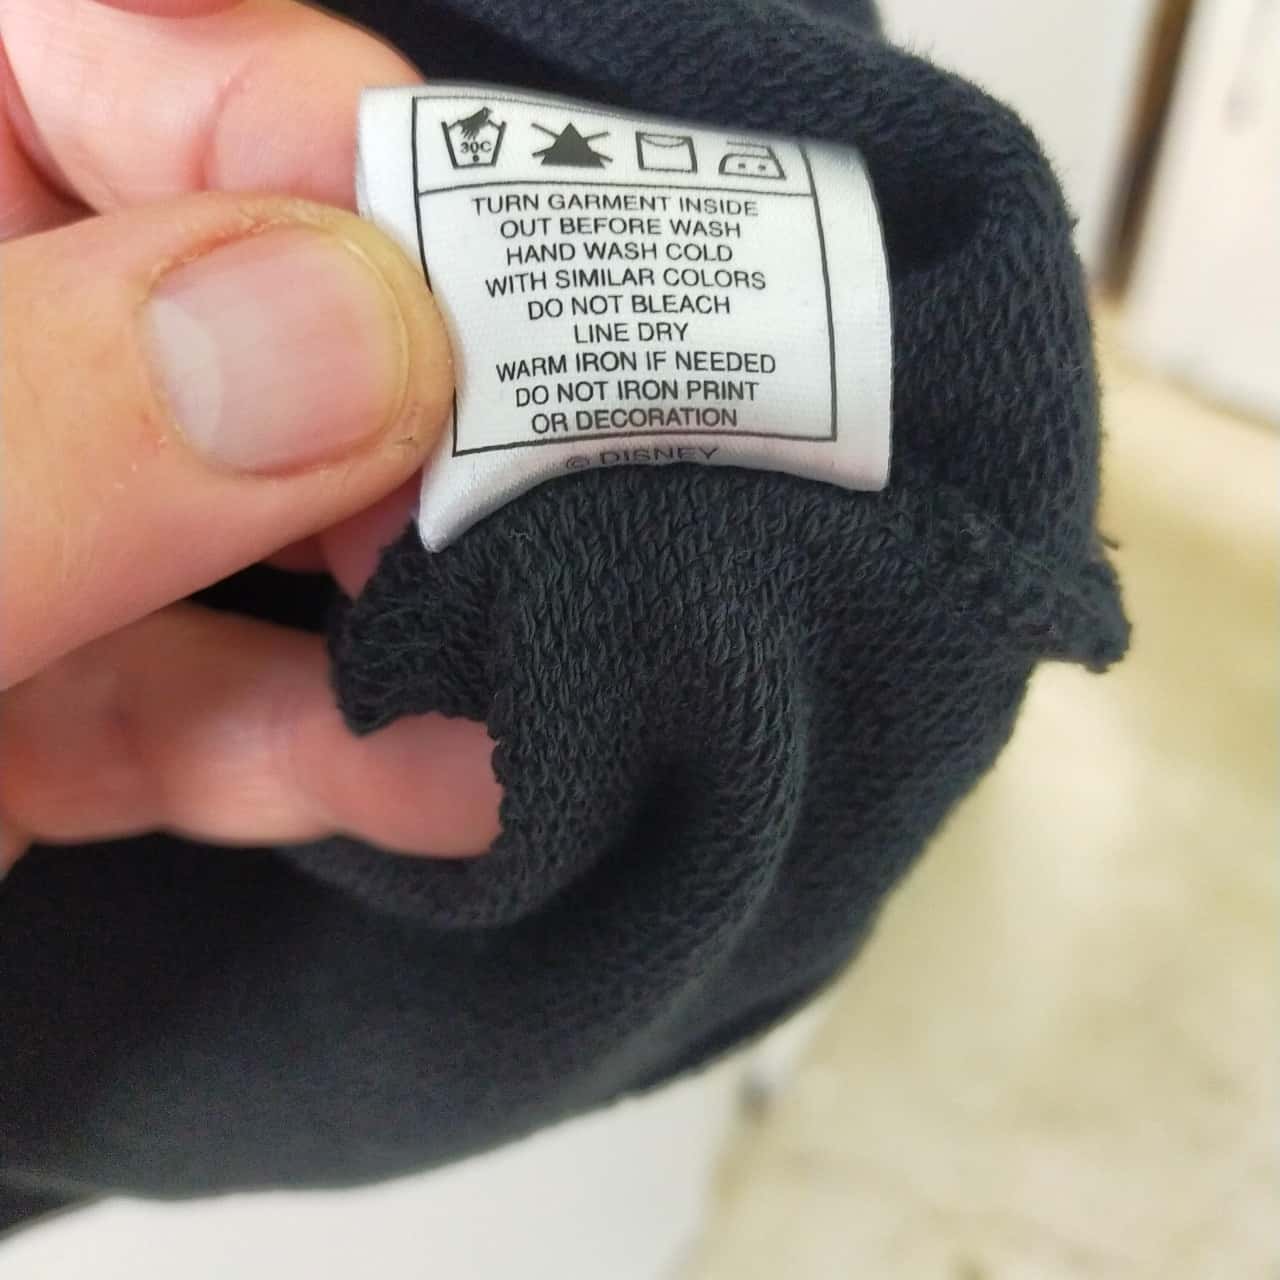 30C
TURN GARMENT INSIDE
OUT BEFORE WASH
HAND WASH COLD
WITH SIMILAR COLORS
DO NOT BLEACH
LINE DRY
WARM IRON IF NEEDED
DO NOT IRON PRINT
OR DECORATION
© DISNEY